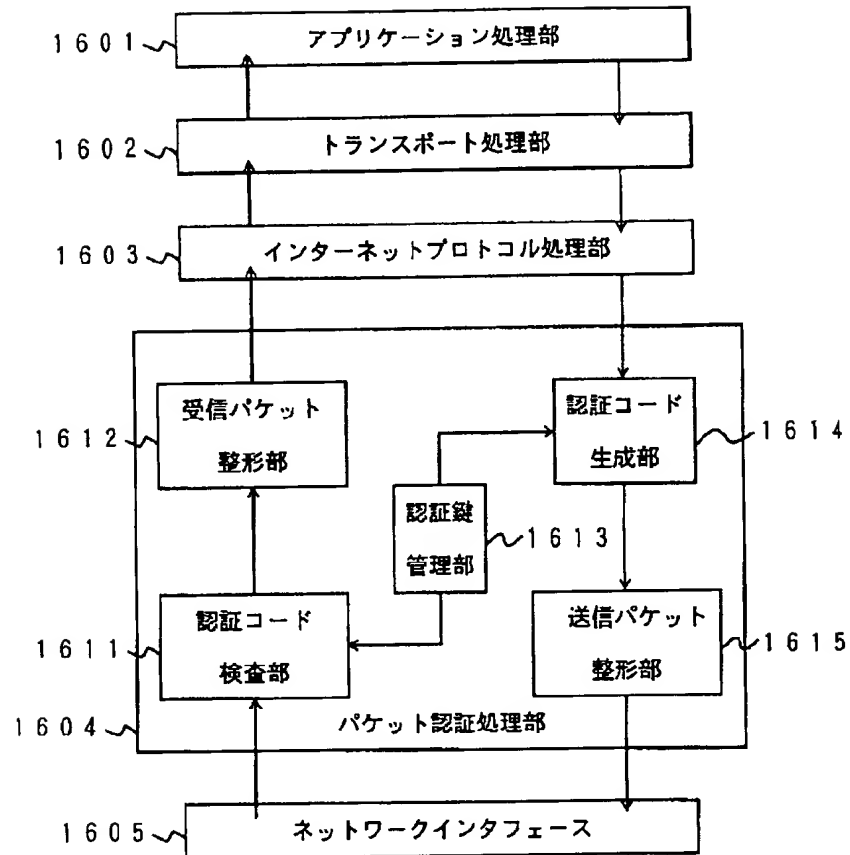 1601
アプリケーション処理部
1602
トランスポート処理部
1603
インターネットプロトコル処理部
受信パケット
整形部
1612
認証コード
生成部
1614
認証鍵
管理部
1613
認証コード
検査部
1611
送信パケット
整形部
1615
1604
パケット認証処理部
1605
ネットワークインタフェース